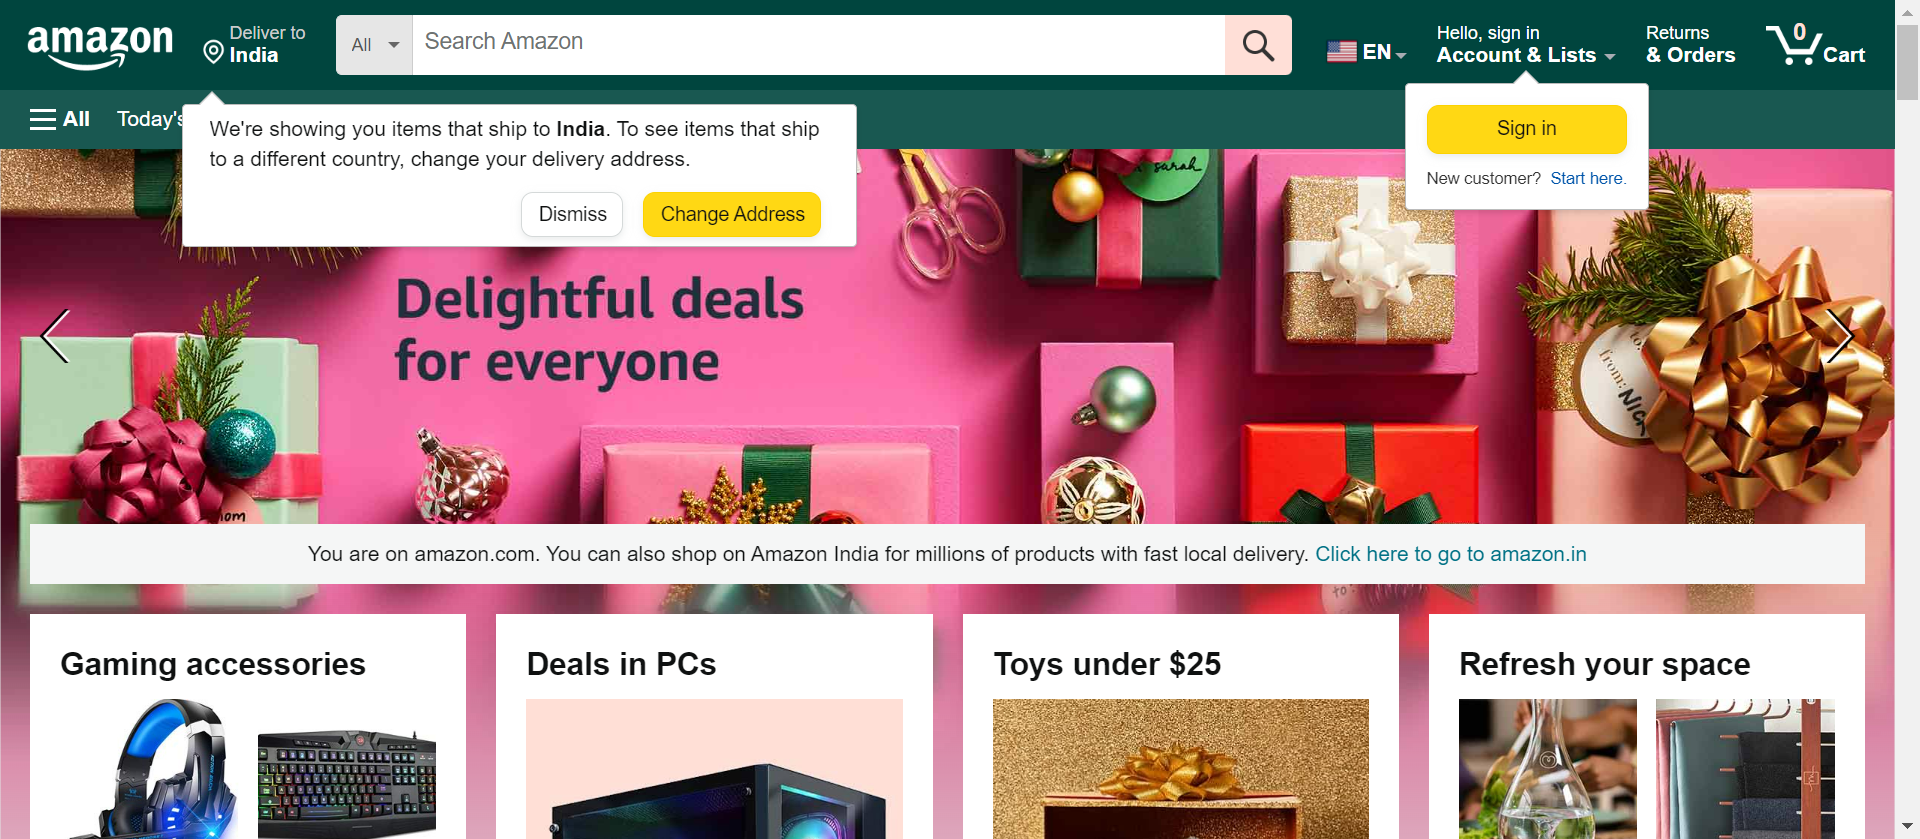 amazon
Deliver to
India
All
Search Amazon
EN
Hello, sign in
Account & Lists
Returns
& Orders
0
Cart
All
Today's
We're showing you items that ship to India. To see items that ship
to a different country, change your delivery address.
Dismiss
Change Address
Sign in
New customer? Start here.
sarah
Delightful deals
for everyone
from:
to:
mom
You are on amazon.com. You can also shop on Amazon India for millions of products with fast local delivery. Click here to go to amazon.in
to:
Gaming accessories
Deals in PCs
Toys under $25
Refresh your space